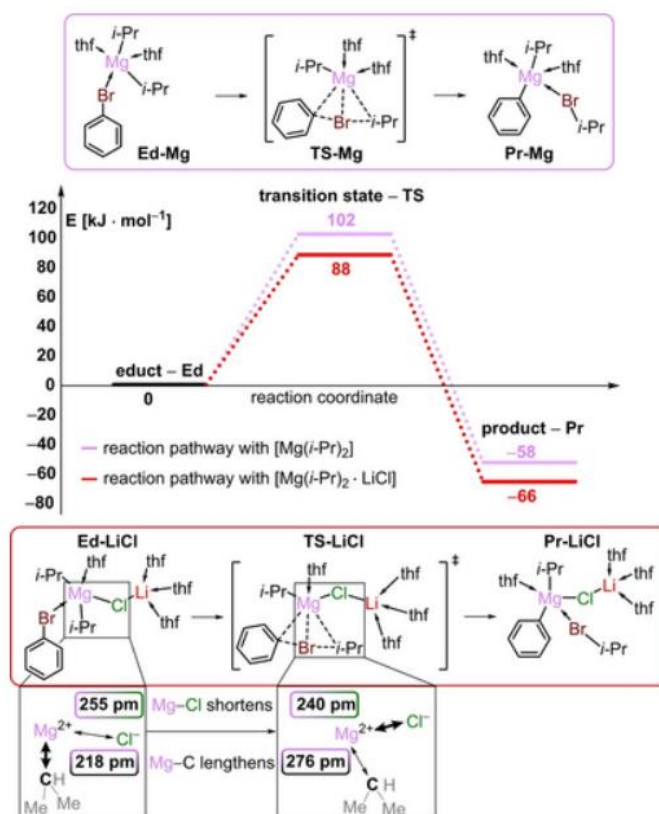 i-Pr
thf Mg thf
i-Pr
Br
Ed-Mg
‡
thf
i-Pr Mg thf
Br i-Pr
TS-Mg
thf i-Pr thf
Mg
Br
i-Pr
Pr-Mg
transition state – TS
E [kJ · mol⁻¹]
120
100
80
60
40
20
0
−20
−40
−60
−80
102
88
educt – Ed
0
reaction coordinate
product – Pr
−58
−66
reaction pathway with [Mg(i-Pr)₂]
reaction pathway with [Mg(i-Pr)₂ · LiCl]
Ed-LiCl
thf
i-Pr Mg Cl Li thf
thf
thf
Br i-Pr
TS-LiCl
‡
thf
i-Pr Mg Cl Li thf
thf
thf
Br i-Pr
Pr-LiCl
i-Pr
thf Mg Cl Li thf
thf
thf
Br
i-Pr
255 pm
Mg–Cl shortens
240 pm
Mg²⁺ Cl⁻
218 pm
Mg–C lengthens
276 pm
Mg²⁺ Cl⁻
CH
Me Me
CH
Me Me